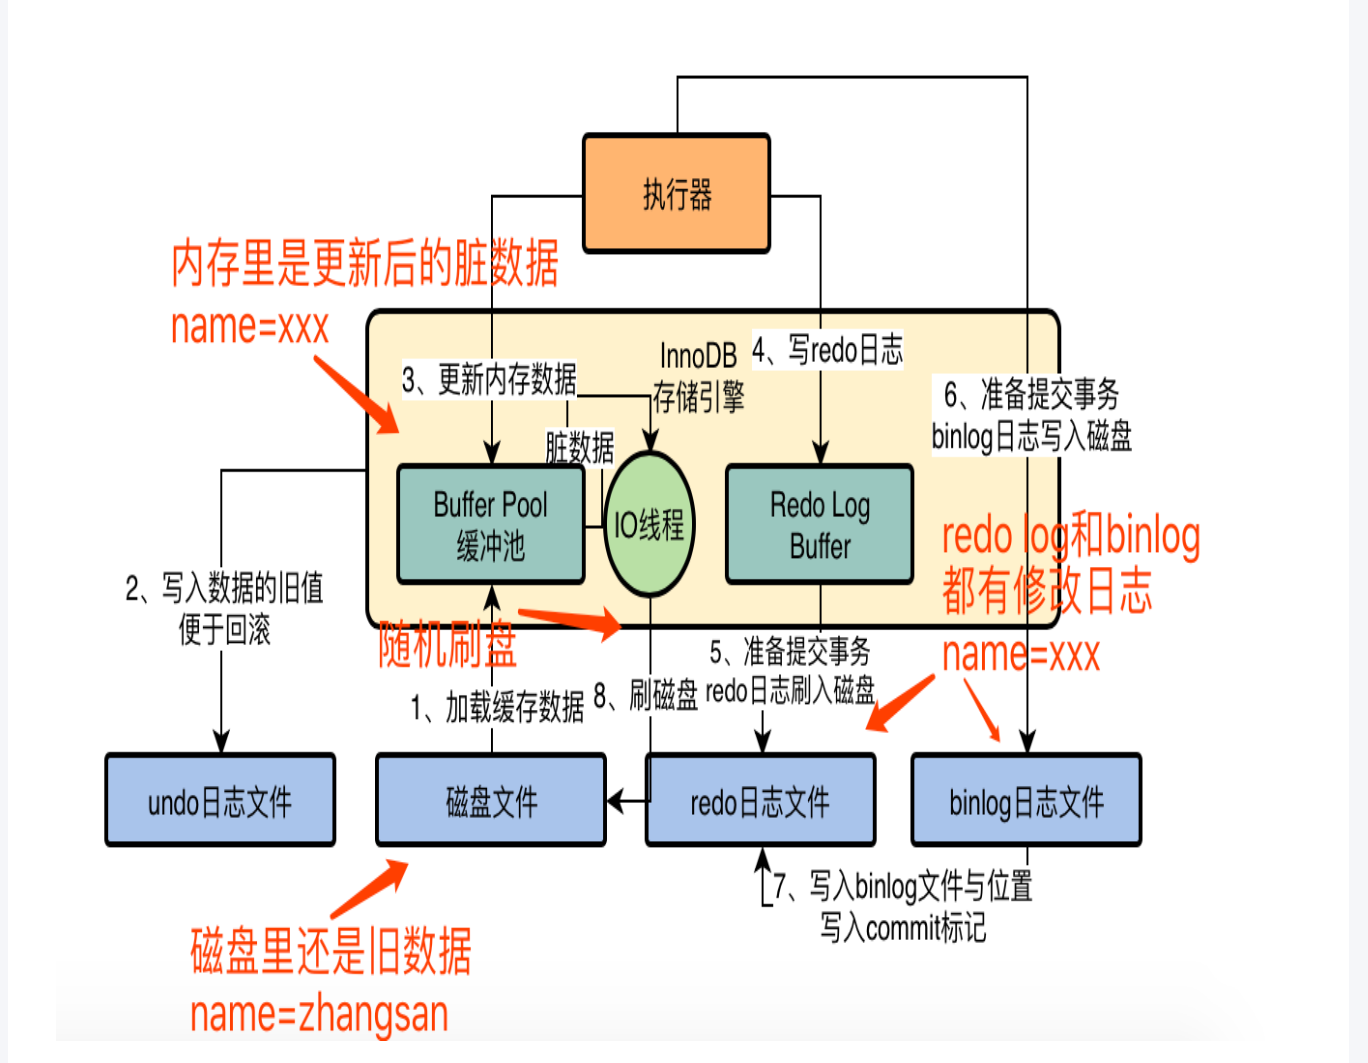 执行器
内存里是更新后的脏数据
name=xxx
InnoDB
存储引擎
4、写redo日志
3、更新内存数据
6、准备提交事务
binlog日志写入磁盘
脏数据
Buffer Pool
缓冲池
IO线程
Redo Log
Buffer
redo log和binlog
都有修改日志
name=xxx
2、写入数据的旧值
便于回滚
随机刷盘
5、准备提交事务
redo日志刷入磁盘
1、加载缓存数据
8、刷磁盘
undo日志文件
磁盘文件
redo日志文件
binlog日志文件
7、写入binlog文件与位置
写入commit标记
磁盘里还是旧数据
name=zhangsan